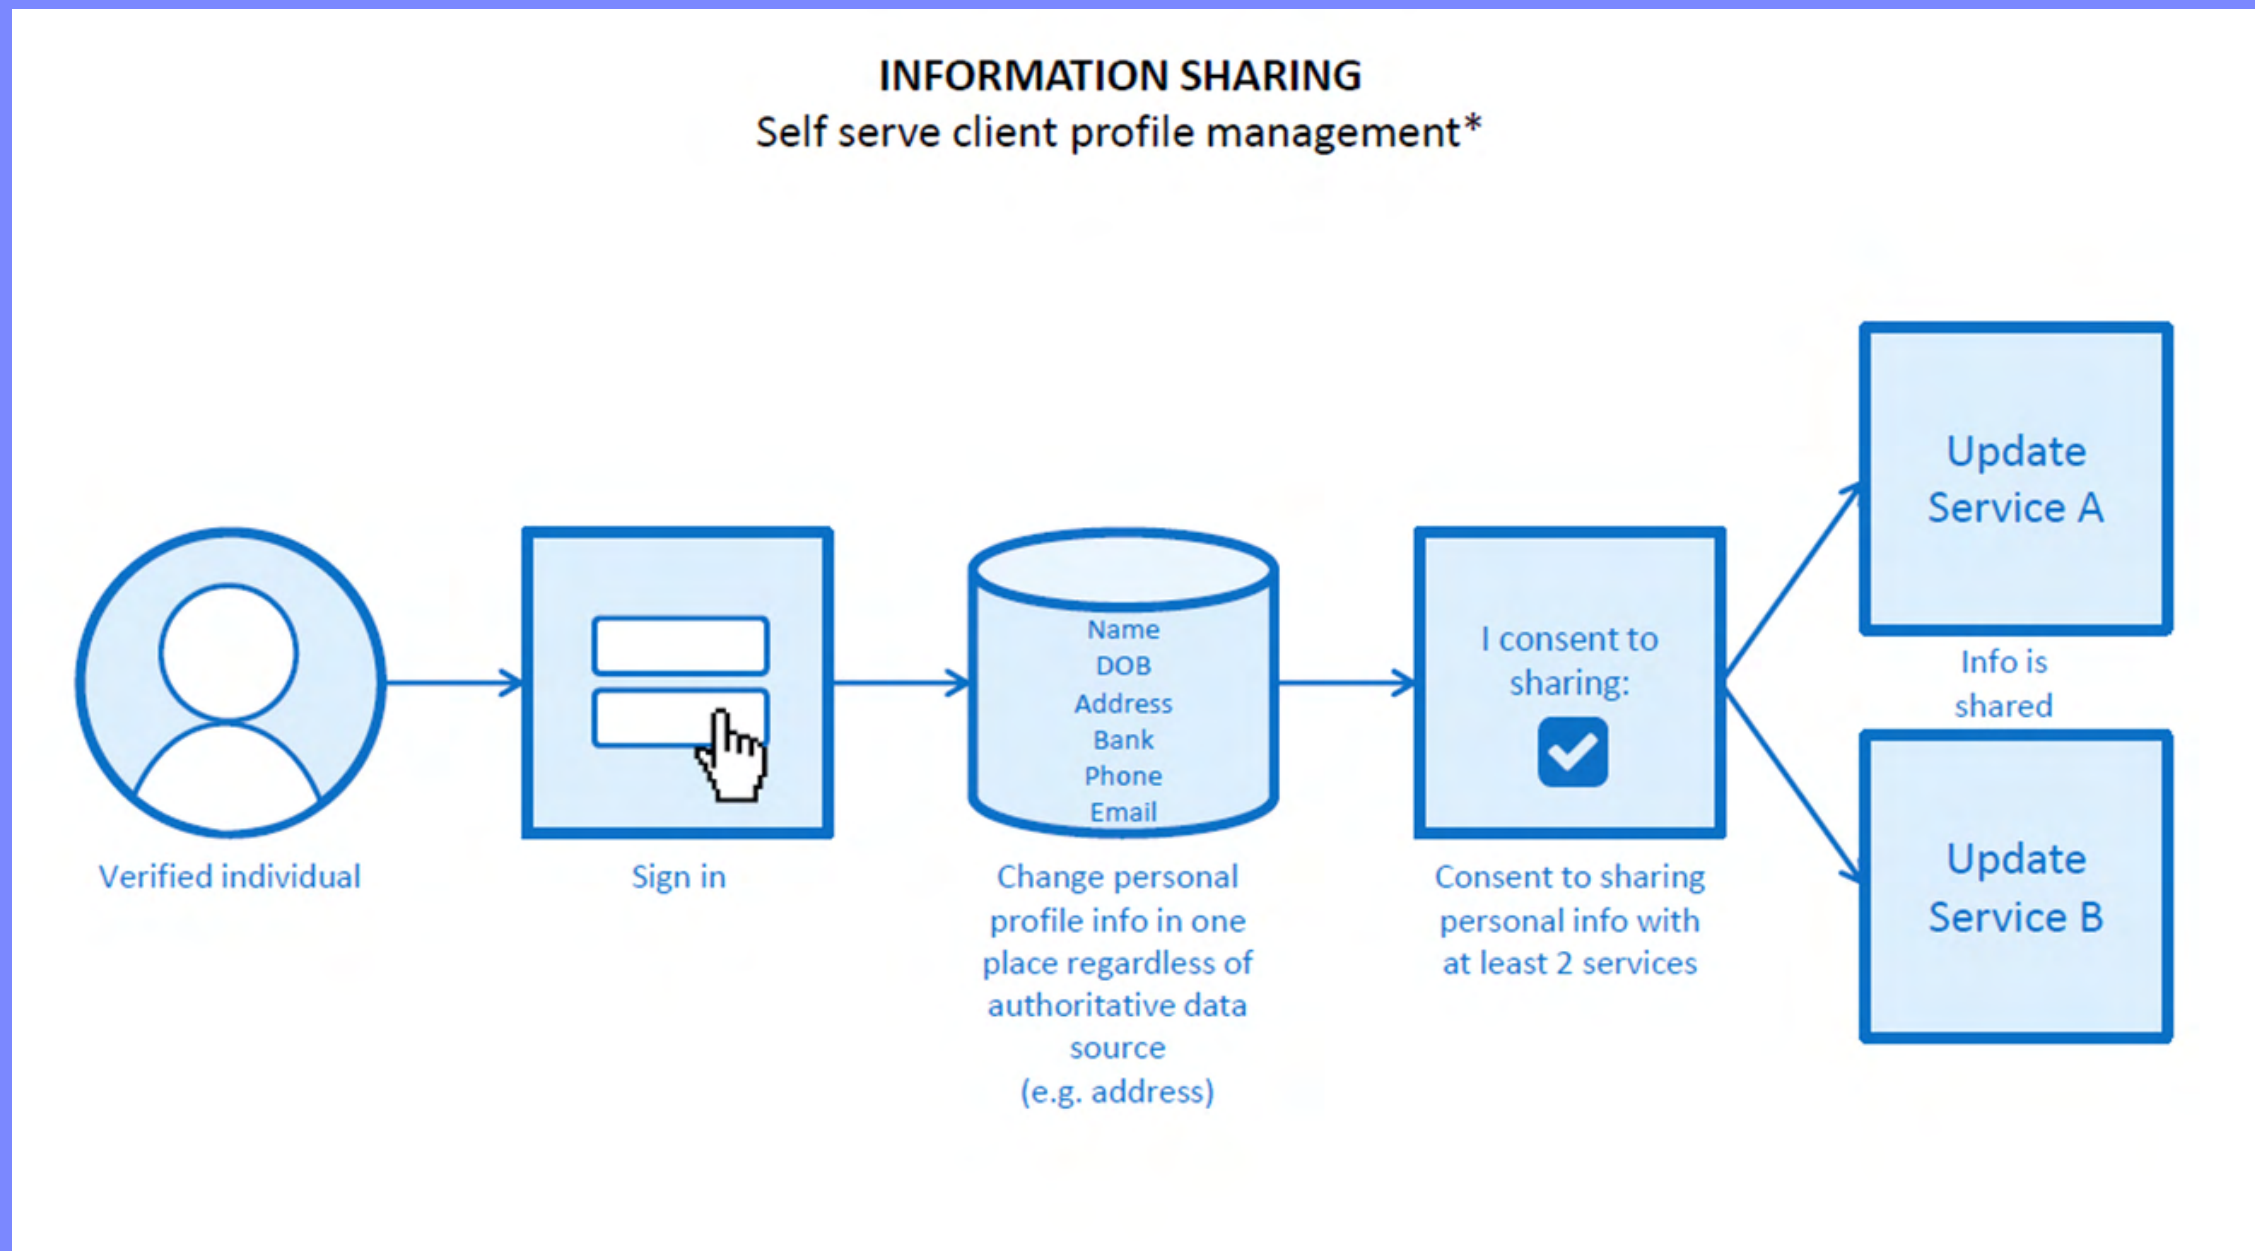 INFORMATION SHARING
Self serve client profile management*
Verified individual
Sign in
Name
DOB
Address
Bank
Phone
Email
Change personal
profile info in one
place regardless of
authoritative data
source
(e.g. address)
I consent to
sharing:
Consent to sharing
personal info with
at least 2 services
Update
Service A
Info is
shared
Update
Service B